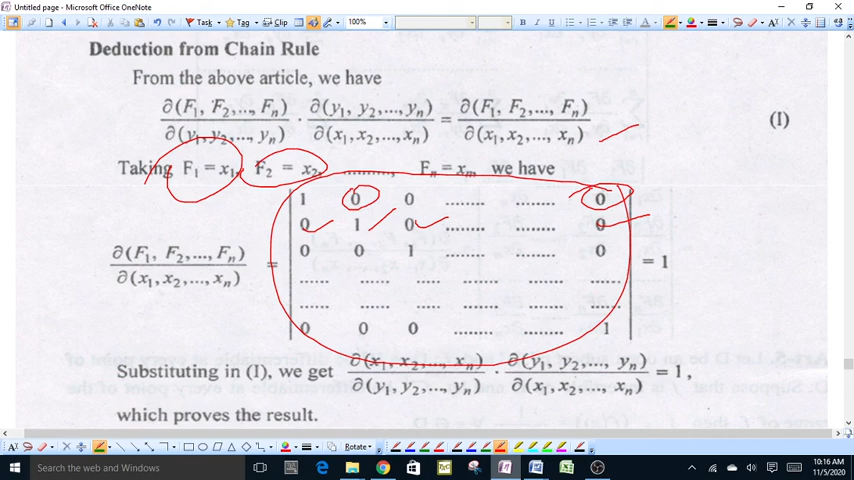 Untitled page - Microsoft OneNote
100%
Task
Tag
Clip
Deduction from Chain Rule
From the above article, we have
∂(F₁, F₂,..., Fₙ)/∂(y₁, y₂,..., yₙ) · ∂(y₁, y₂,..., yₙ)/∂(x₁, x₂,..., xₙ) = ∂(F₁, F₂,..., Fₙ)/∂(x₁, x₂,..., xₙ) (I)
Taking F₁ = x₁, F₂ = x₂, ............, Fₙ = xₙ, we have
1 0 0 ........ ........ 0
0 1 0 ........ ........ 0
∂(F₁, F₂,..., Fₙ)/∂(x₁, x₂,..., xₙ) = 0 0 1 ........ ........ 0 = 1
..... ..... ..... ........ ........ ......
..... ..... ..... ........ ........ ......
0 0 0 ........ ........ 1
Substituting in (I), we get ∂(x₁, x₂,..., xₙ)/∂(y₁, y₂,..., yₙ) · ∂(y₁, y₂,..., yₙ)/∂(x₁, x₂,..., xₙ) = 1,
which proves the result.
Rotate
Search the web and Windows
10:16 AM
11/5/2020